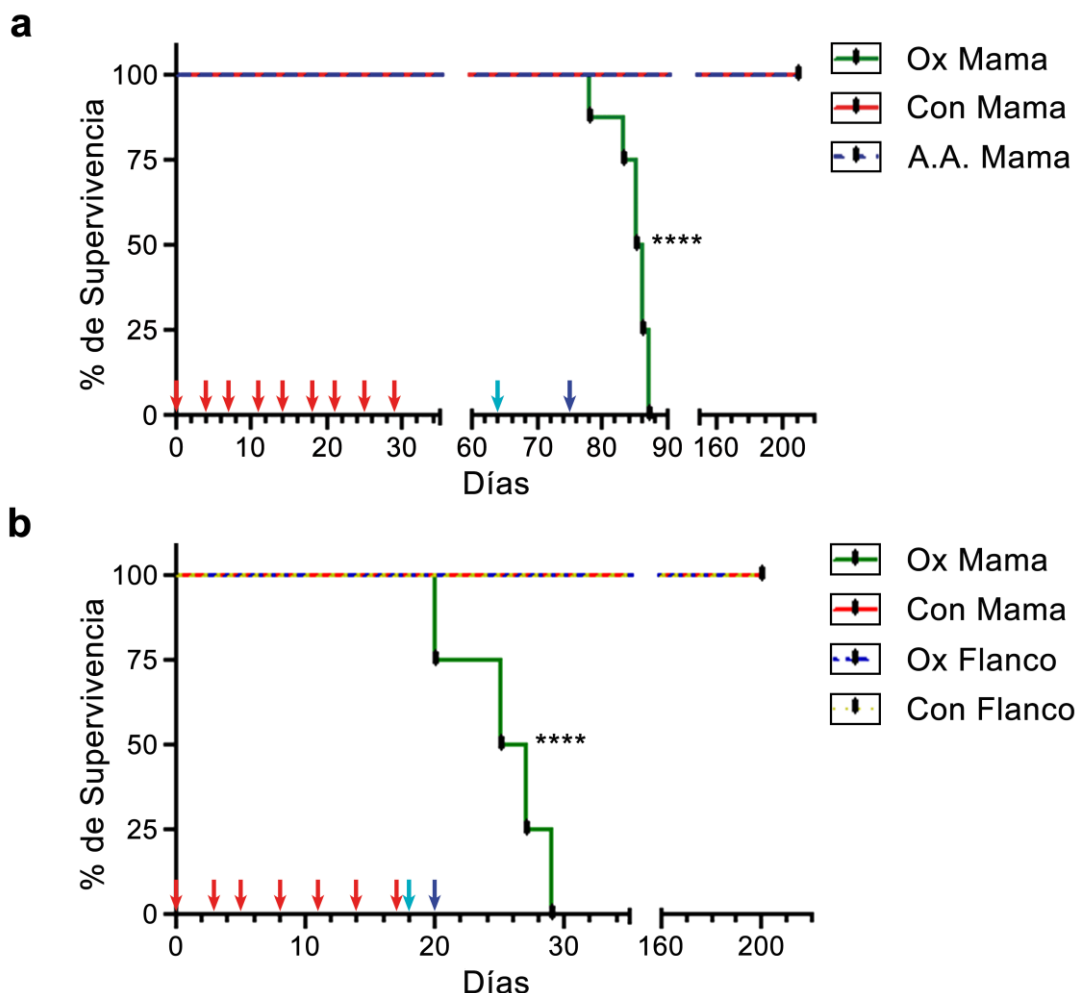 a
% de Supervivencia
100
75
50
25
0
****
0 10 20 30 60 70 80 90 160 200
Días
Ox Mama
Con Mama
A.A. Mama
b
% de Supervivencia
100
75
50
25
0
****
0 10 20 30 160 200
Días
Ox Mama
Con Mama
Ox Flanco
Con Flanco